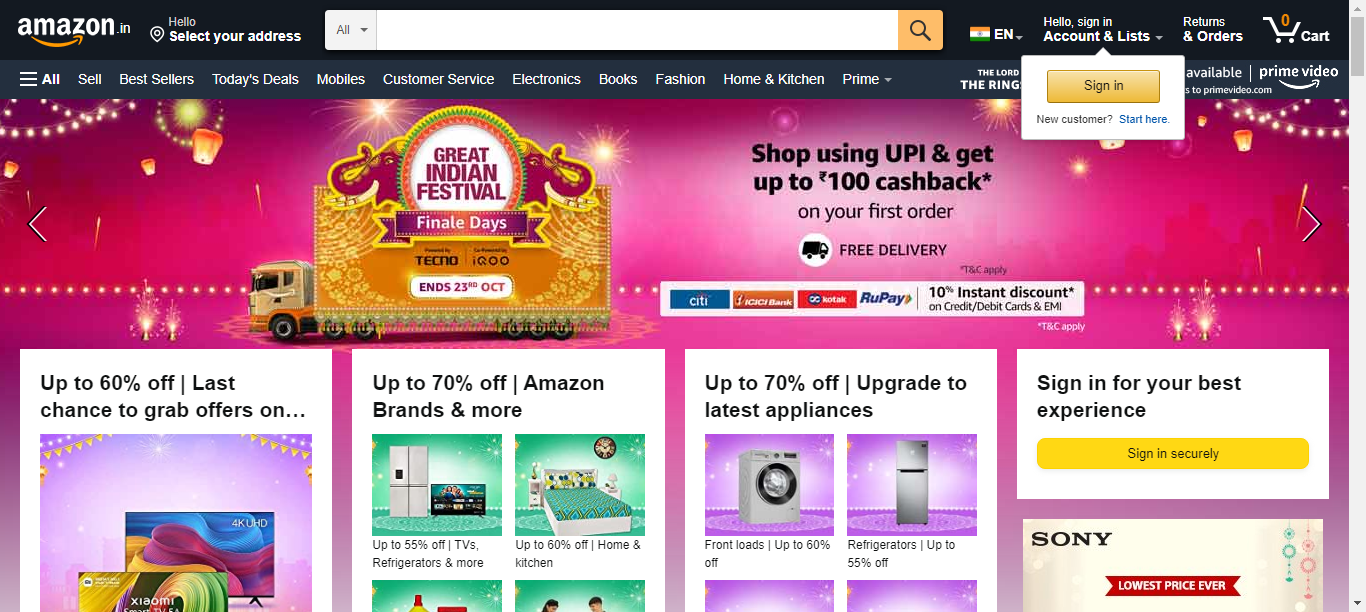 amazon.in
Hello
Select your address
All
EN
Hello, sign in
Account & Lists
Returns
& Orders
0
Cart
All
Sell
Best Sellers
Today's Deals
Mobiles
Customer Service
Electronics
Books
Fashion
Home & Kitchen
Prime
THE LORD
THE RING
available
prime video
s to primevideo.com
Sign in
New customer? Start here.
GREAT
INDIAN
FESTIVAL
Finale Days
Powered by
TECNO
Co-Powered by
iQOO
ENDS 23RD OCT
Shop using UPI & get
up to ₹100 cashback*
on your first order
FREE DELIVERY
*T&C apply
citi
ICICI Bank
kotak
RuPay
10% Instant discount*
on Credit/Debit Cards & EMI
*T&C apply
Up to 60% off | Last
chance to grab offers on…
4K UHD
xiaomi
Smart TV 5A
Up to 70% off | Amazon
Brands & more
Up to 55% off | TVs,
Refrigerators & more
Up to 60% off | Home &
kitchen
Up to 70% off | Upgrade to
latest appliances
Front loads | Up to 60%
off
Refrigerators | Up to
55% off
Sign in for your best
experience
Sign in securely
SONY
LOWEST PRICE EVER